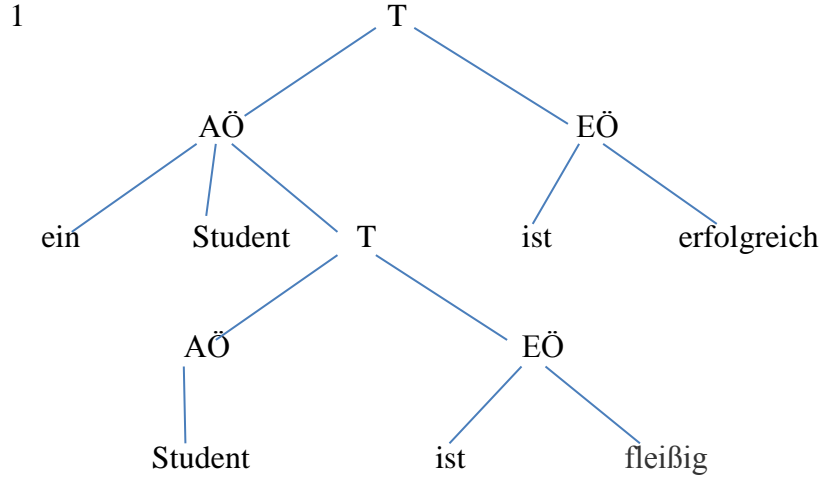 1 T
AÖ EÖ
ein Student T ist erfolgreich
AÖ EÖ
Student ist fleißig